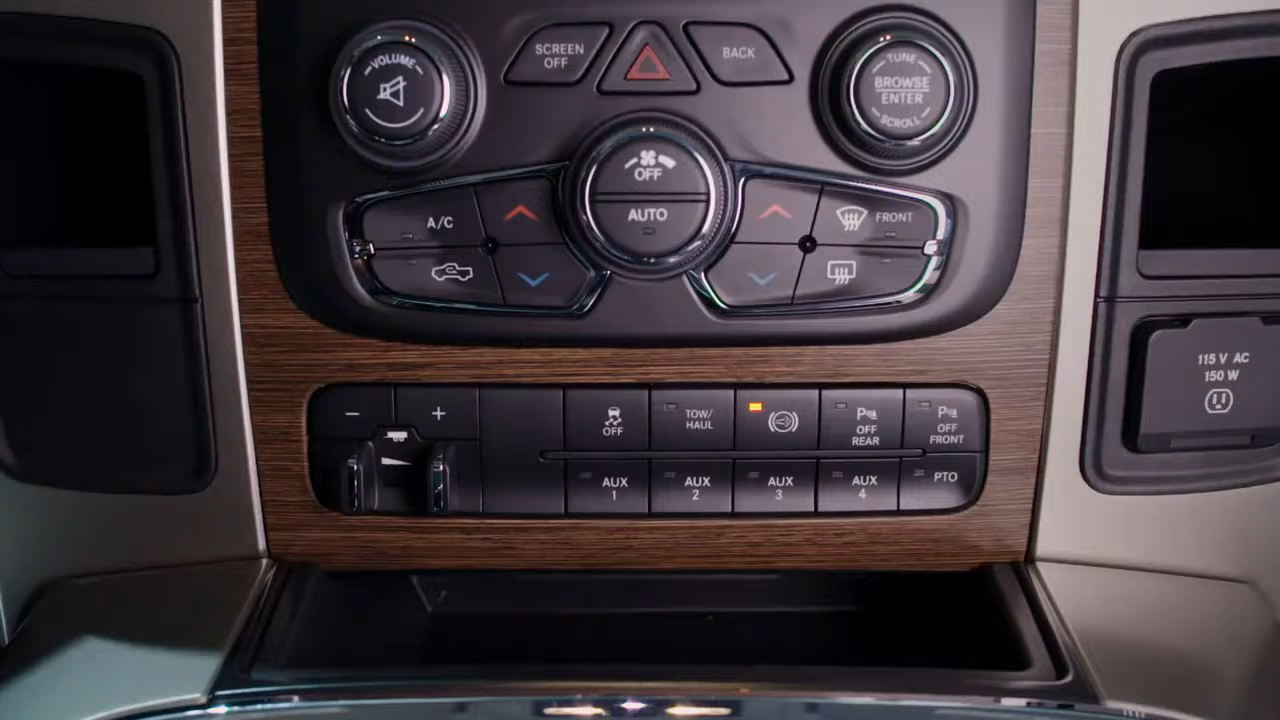 VOLUME
SCREEN
OFF
BACK
TUNE
BROWSE
ENTER
SCROLL
OFF
AUTO
A/C
FRONT
115 V AC
150 W
− +
OFF
TOW/
HAUL
P
OFF
REAR
P
OFF
FRONT
AUX
1
AUX
2
AUX
3
AUX
4
PTO